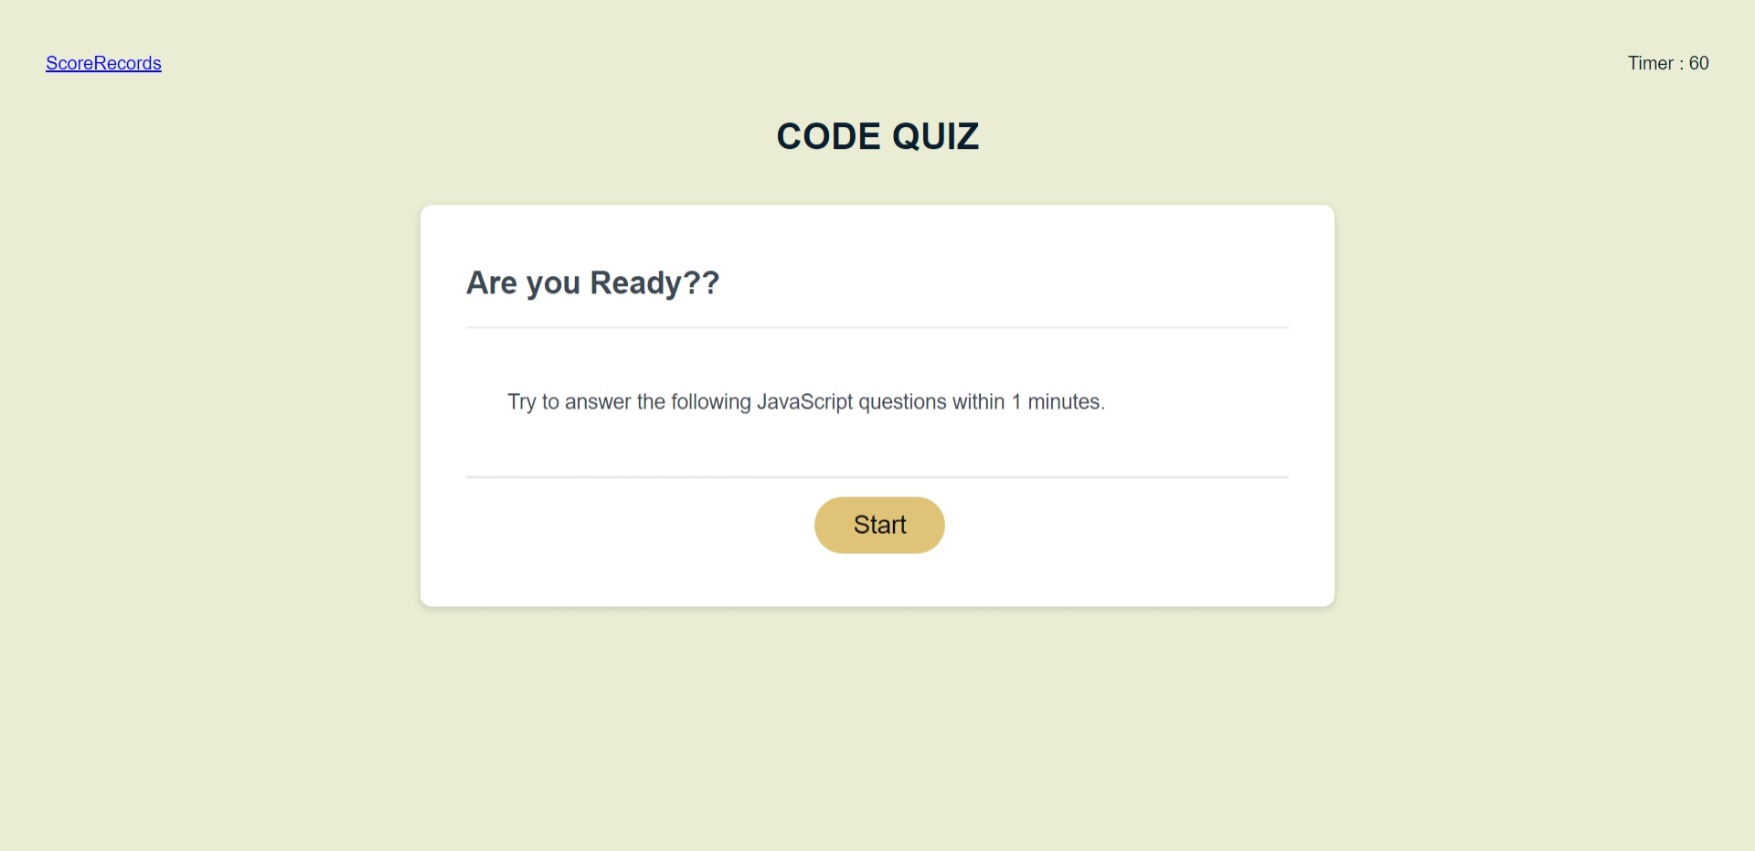 ScoreRecords
Timer : 60
CODE QUIZ
Are you Ready??
Try to answer the following JavaScript questions within 1 minutes.
Start